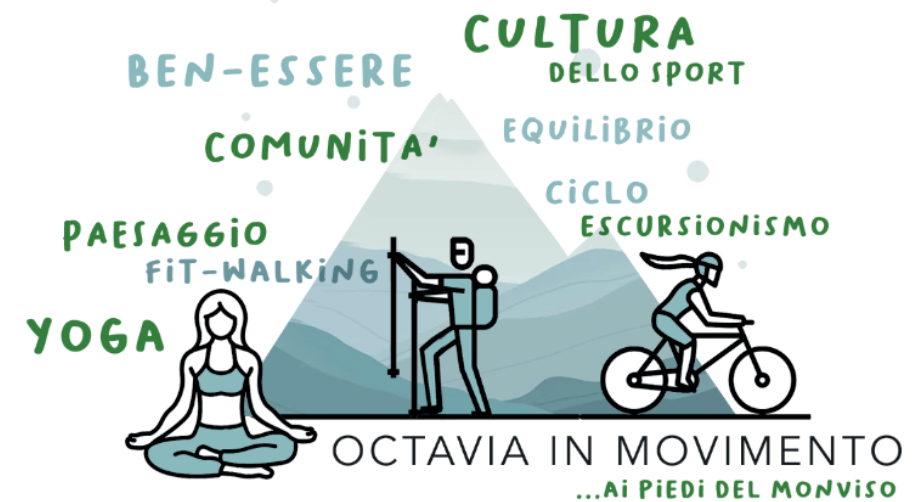 CULTURA
DELLO SPORT
BEN-ESSERE
EQUiLiBRiO
COMUNiTA'
CiCLO
ESCURSiONiSMO
PAESAGGiO
FiT-WALKiNG
YOGA
OCTAVIA IN MOVIMENTO
...Ai PiEDi DEL MONViSO